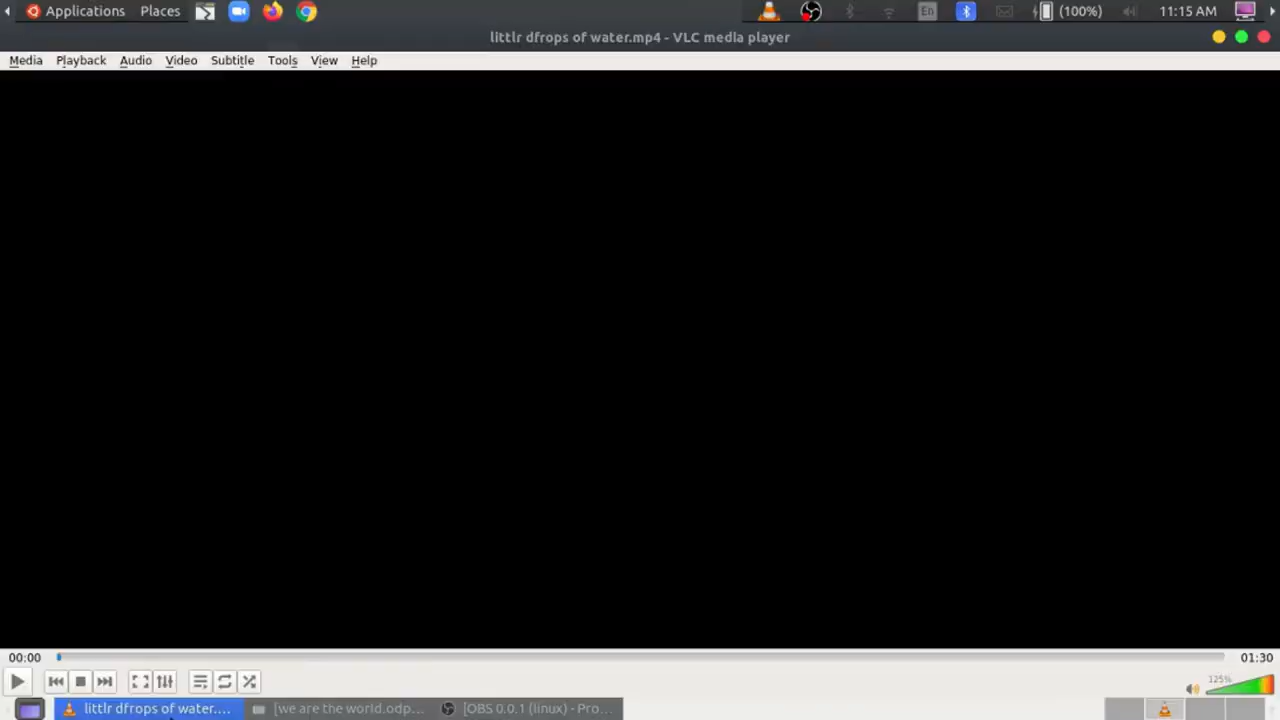 Applications Places En (100%) 11:15 AM
littlr dfrops of water.mp4 - VLC media player
Media Playback Audio Video Subtitle Tools View Help
00:00 01:30
125%
littlr dfrops of water.... [we are the world.odp... [OBS 0.0.1 (linux) - Pro...